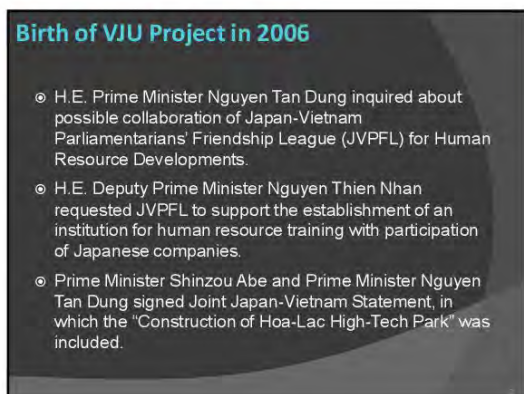 Birth of VJU Project in 2006
H.E. Prime Minister Nguyen Tan Dung inquired about
possible collaboration of Japan-Vietnam
Parliamentarians' Friendship League (JVPFL) for Human
Resource Developments.
H.E. Deputy Prime Minister Nguyen Thien Nhan
requested JVPFL to support the establishment of an
institution for human resource training with participation
of Japanese companies.
Prime Minister Shinzou Abe and Prime Minister Nguyen
Tan Dung signed Joint Japan-Vietnam Statement, in
which the “Construction of Hoa-Lac High-Tech Park” was
included.